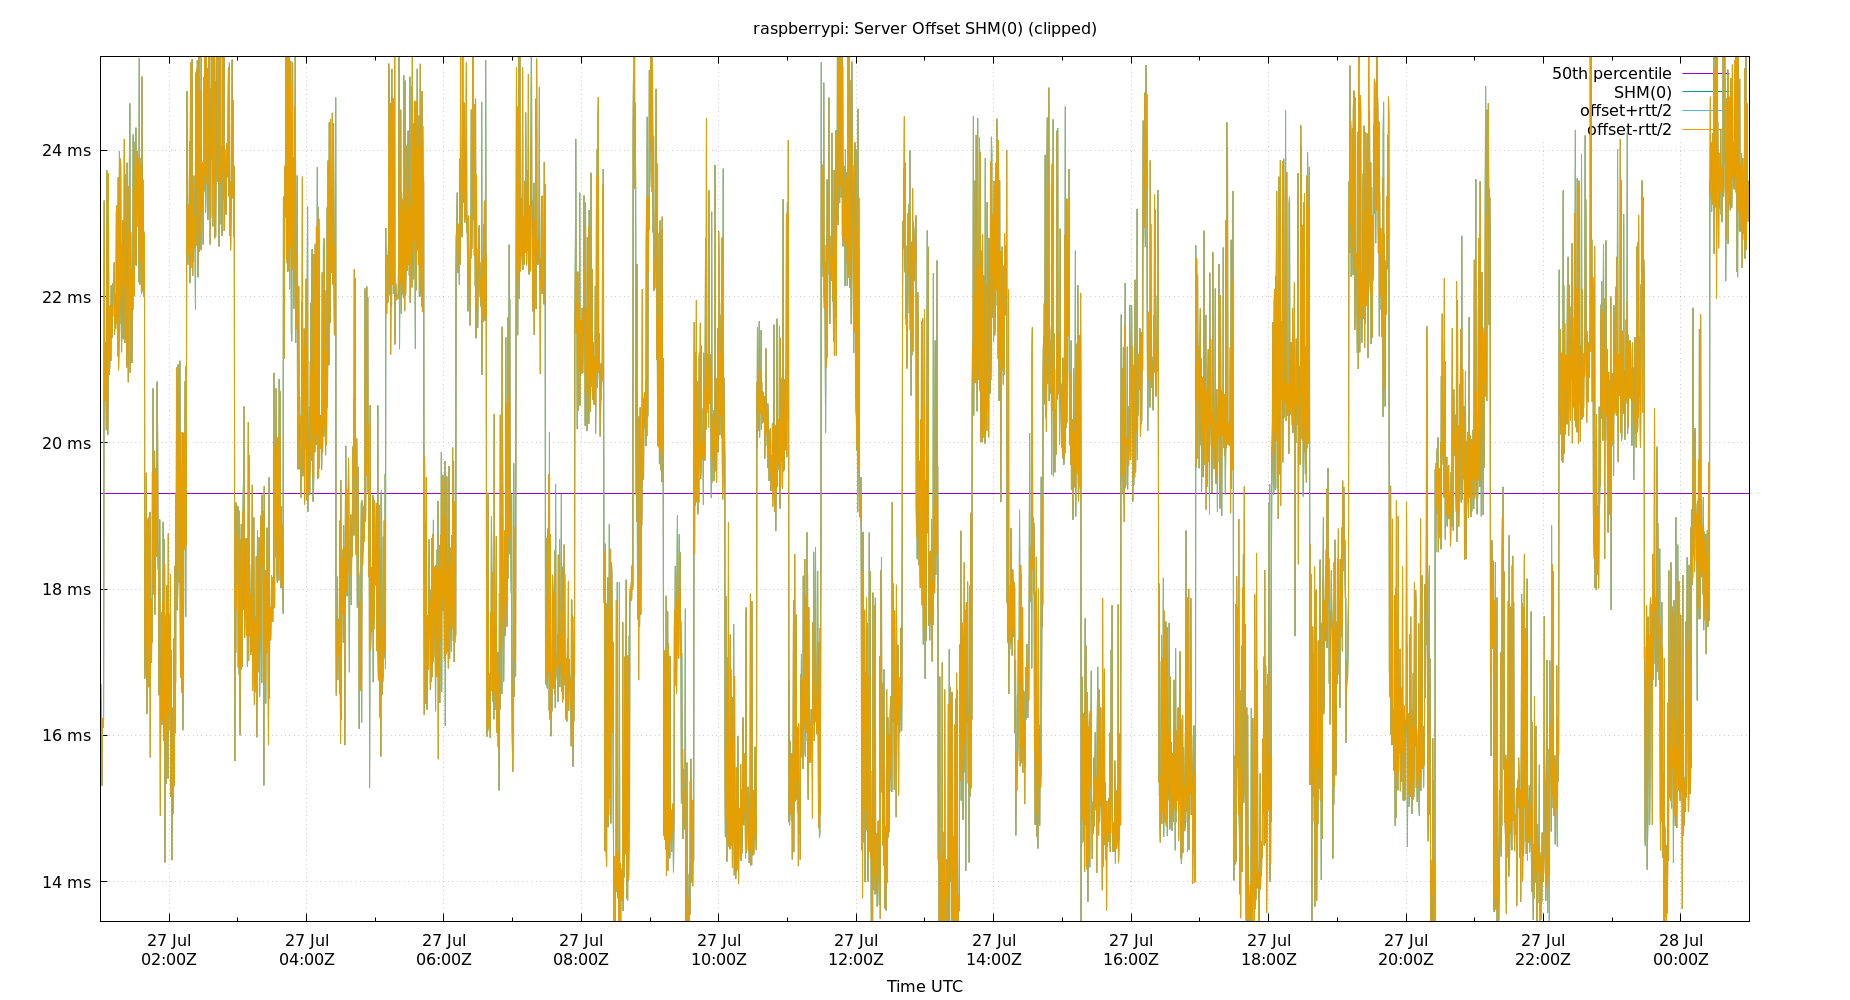 raspberrypi: Server Offset SHM(0) (clipped)
50th percentile
SHM(0)
offset+rtt/2
offset-rtt/2
24 ms
22 ms
20 ms
18 ms
16 ms
14 ms
27 Jul 27 Jul 27 Jul 27 Jul 27 Jul 27 Jul 27 Jul 27 Jul 27 Jul 27 Jul 27 Jul 28 Jul
02:00Z 04:00Z 06:00Z 08:00Z 10:00Z 12:00Z 14:00Z 16:00Z 18:00Z 20:00Z 22:00Z 00:00Z
Time UTC